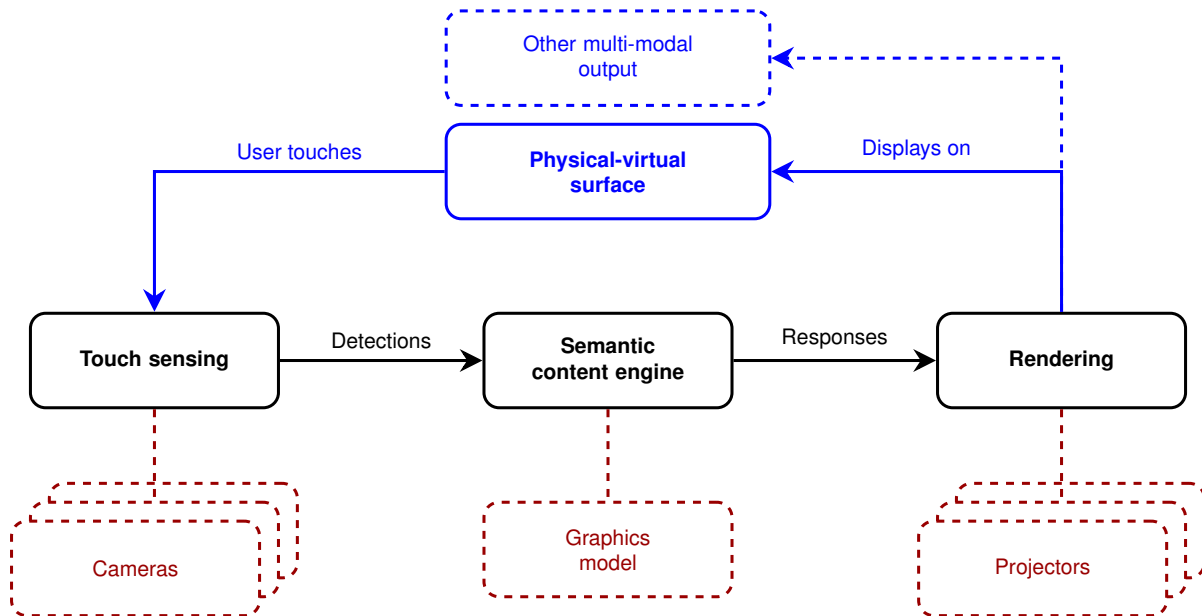 Other multi-modal
output
User touches
Physical-virtual
surface
Displays on
Touch sensing
Detections
Semantic
content engine
Responses
Rendering
Cameras
Graphics
model
Projectors